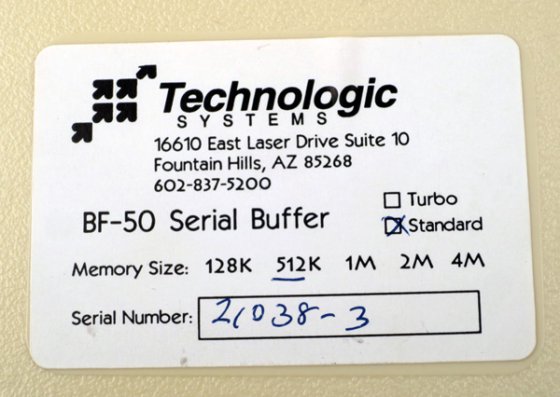 Technologic
SYSTEMS
16610 East Laser Drive Suite 10
Fountain Hills, AZ 85268
602-837-5200
Turbo
BF-50 Serial Buffer
Standard
Memory Size: 128K 512K 1M 2M 4M
Serial Number: 21038-3